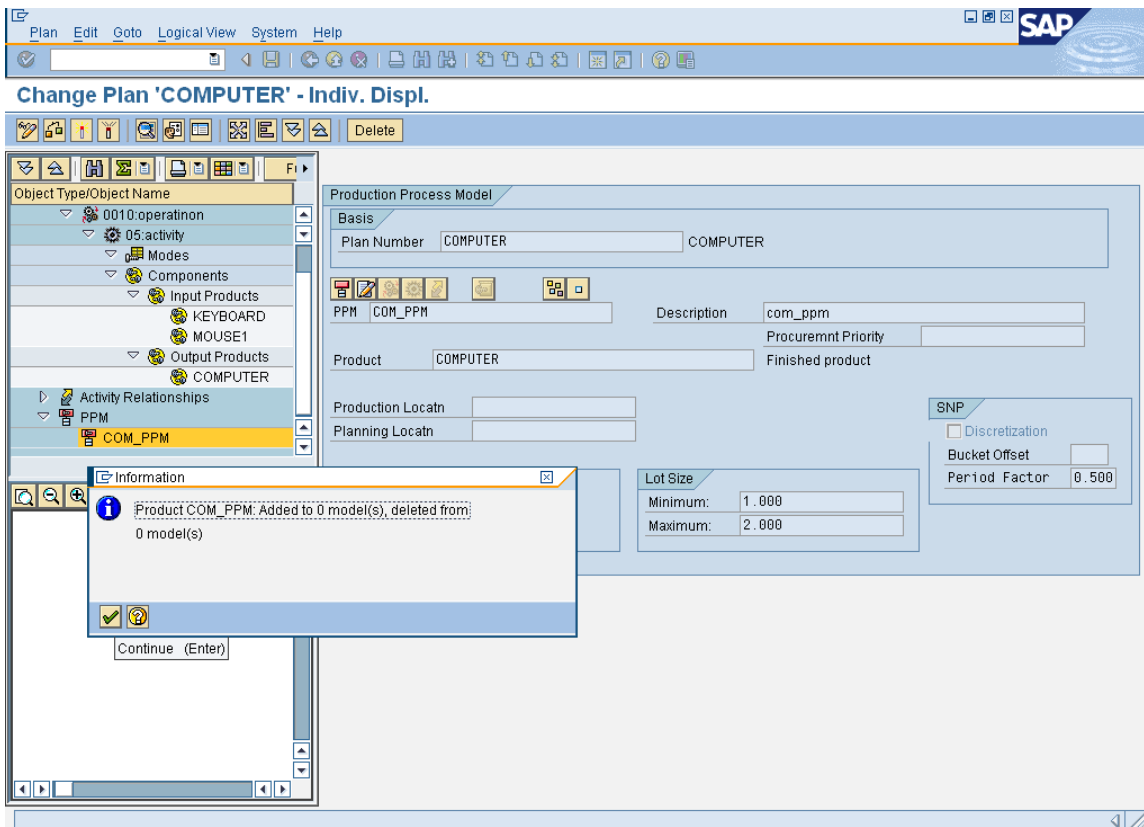 Plan Edit Goto Logical View System Help
SAP
Change Plan 'COMPUTER' - Indiv. Displ.
Delete
Fi
Object Type/Object Name
0010:operatinon
05:activity
Modes
Components
Input Products
KEYBOARD
MOUSE1
Output Products
COMPUTER
Activity Relationships
PPM
COM_PPM
Production Process Model
Basis
Plan Number COMPUTER COMPUTER
PPM COM_PPM Description com_ppm
Procuremnt Priority
Product COMPUTER Finished product
Production Locatn
Planning Locatn
SNP
Discretization
Bucket Offset
Period Factor 0.500
Lot Size
Minimum: 1.000
Maximum: 2.000
Information
Product COM_PPM: Added to 0 model(s), deleted from
0 model(s)
Continue (Enter)